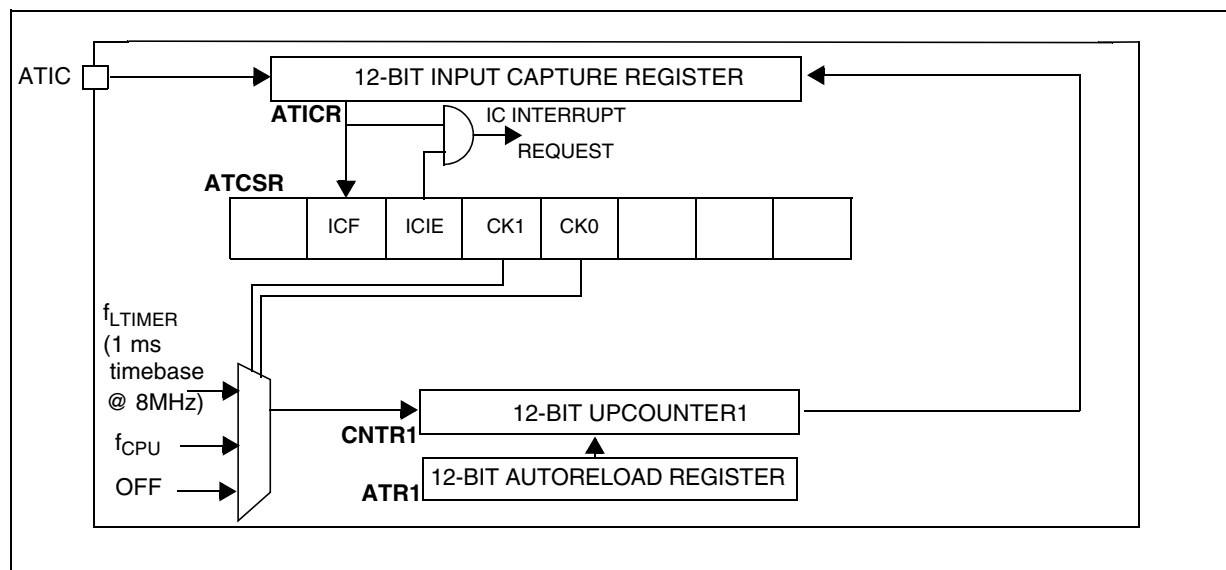 ATIC
12-BIT INPUT CAPTURE REGISTER
ATICR
IC INTERRUPT
REQUEST
ATCSR
ICF
ICIE
CK1
CK0
fLTIMER
(1 ms
timebase
@ 8MHz)
fCPU
OFF
12-BIT UPCOUNTER1
CNTR1
12-BIT AUTORELOAD REGISTER
ATR1